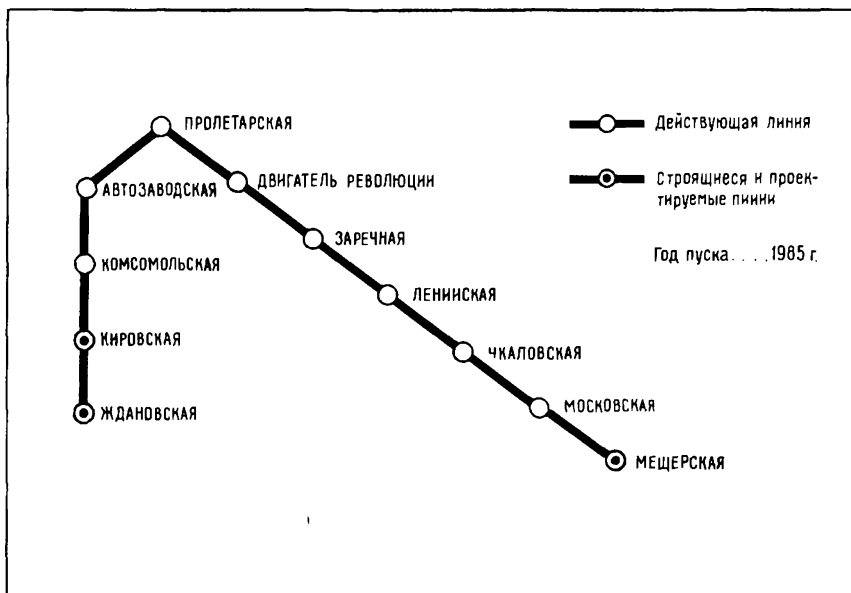 ПРОЛЕТАРСКАЯ
АВТОЗАВОДСКАЯ
ДВИГАТЕЛЬ РЕВОЛЮЦИИ
ЗАРЕЧНАЯ
КОМСОМОЛЬСКАЯ
ЛЕНИНСКАЯ
КИРОВСКАЯ
ЧКАЛОВСКАЯ
ЖДАНОВСКАЯ
МОСКОВСКАЯ
МЕЩЕРСКАЯ
Действующая линия
Строящиеся и проек-
тируемые пинии
Год пуска....1985 г.